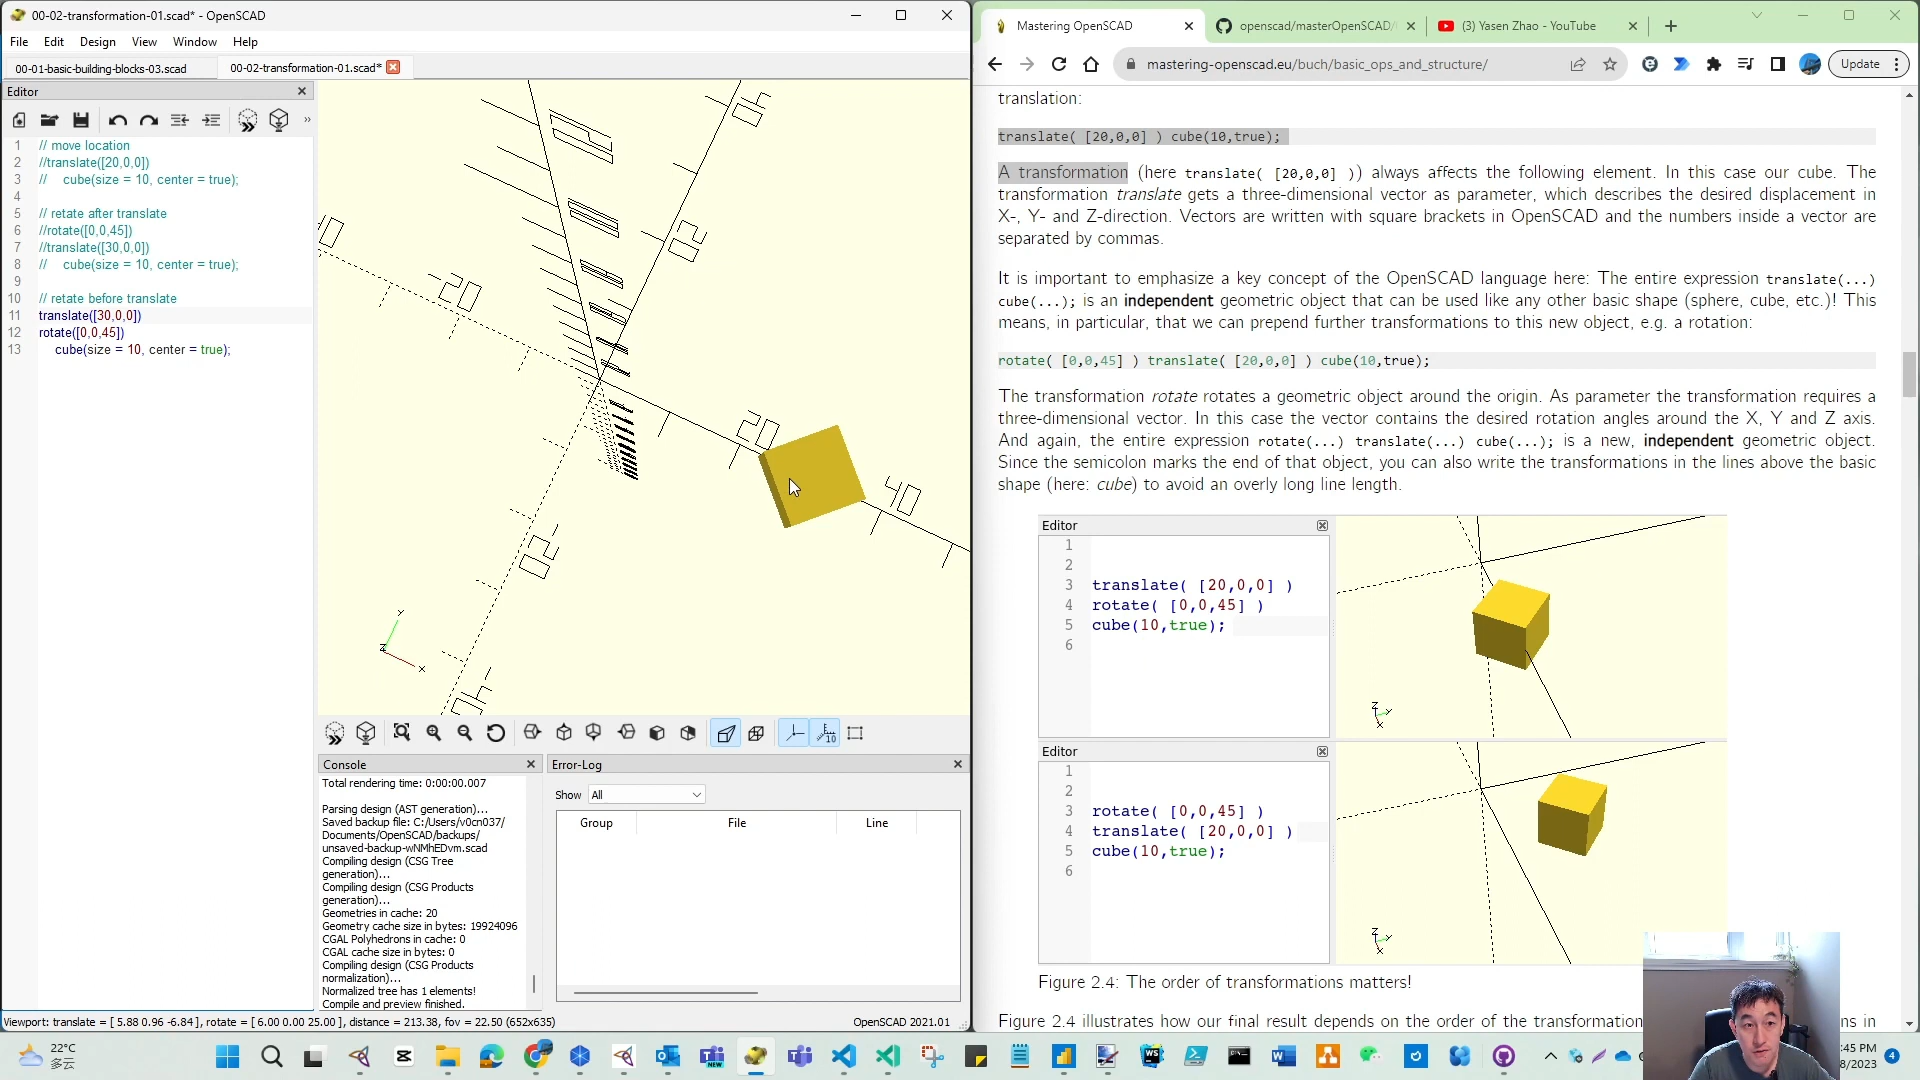 00-02-transformation-01.scad* - OpenSCAD
File Edit Design View Window Help
00-01-basic-building-blocks-03.scad
00-02-transformation-01.scad*
Editor
1 // move location
2 //translate([20,0,0])
3 //    cube(size = 10, center = true);
4
5 // retate after translate
6 //rotate([0,0,45])
7 //translate([30,0,0])
8 //    cube(size = 10, center = true);
9
10 // retate before translate
11 translate([30,0,0])
12 rotate([0,0,45])
13     cube(size = 10, center = true);
20
20
20
40
Y
Z
X
Console
Total rendering time: 0:00:00.007
Parsing design (AST generation)...
Saved backup file: C:/Users/v0cn037/
Documents/OpenSCAD/backups/
unsaved-backup-wNMhEDvm.scad
Compiling design (CSG Tree
generation)...
Compiling design (CSG Products
generation)...
Geometries in cache: 20
Geometry cache size in bytes: 19924096
CGAL Polyhedrons in cache: 0
CGAL cache size in bytes: 0
Compiling design (CSG Products
normalization)...
Normalized tree has 1 elements!
Compile and preview finished.
Error-Log
Show All
Group File Line
Viewport: translate = [ 5.88 0.96 -6.84 ], rotate = [ 6.00 0.00 25.00 ], distance = 213.38, fov = 22.50 (652x635)
OpenSCAD 2021.01
Mastering OpenSCAD
openscad/masterOpenSCAD/
(3) Yasen Zhao - YouTube
mastering-openscad.eu/buch/basic_ops_and_structure/
Update
translation:
translate( [20,0,0] ) cube(10,true);
A transformation (here translate( [20,0,0] )) always affects the following element. In this case our cube. The
transformation translate gets a three-dimensional vector as parameter, which describes the desired displacement in
X-, Y- and Z-direction. Vectors are written with square brackets in OpenSCAD and the numbers inside a vector are
separated by commas.
It is important to emphasize a key concept of the OpenSCAD language here: The entire expression translate(...)
cube(...); is an independent geometric object that can be used like any other basic shape (sphere, cube, etc.)! This
means, in particular, that we can prepend further transformations to this new object, e.g. a rotation:
rotate( [0,0,45] ) translate( [20,0,0] ) cube(10,true);
The transformation rotate rotates a geometric object around the origin. As parameter the transformation requires a
three-dimensional vector. In this case the vector contains the desired rotation angles around the X, Y and Z axis.
And again, the entire expression rotate(...) translate(...) cube(...); is a new, independent geometric object.
Since the semicolon marks the end of that object, you can also write the transformations in the lines above the basic
shape (here: cube) to avoid an overly long line length.
Editor
1
2
3 translate( [20,0,0] )
4 rotate( [0,0,45] )
5 cube(10,true);
6
Editor
1
2
3 rotate( [0,0,45] )
4 translate( [20,0,0] )
5 cube(10,true);
6
Figure 2.4: The order of transformations matters!
Figure 2.4 illustrates how our final result depends on the order of the transformation
ns in
22°C
多云
:45 PM
8/2023
4